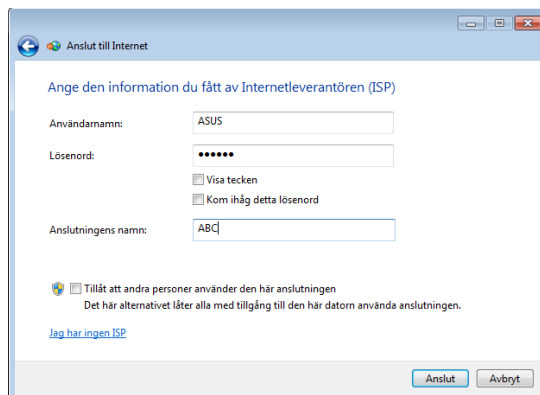 Anslut till Internet
Ange den information du fått av Internetleverantören (ISP)
Användarnamn: ASUS
Lösenord: ••••••
Visa tecken
Kom ihåg detta lösenord
Anslutningens namn: ABC
Tillåt att andra personer använder den här anslutningen
Det här alternativet låter alla med tillgång till den här datorn använda anslutningen.
Jag har ingen ISP
Anslut Avbryt